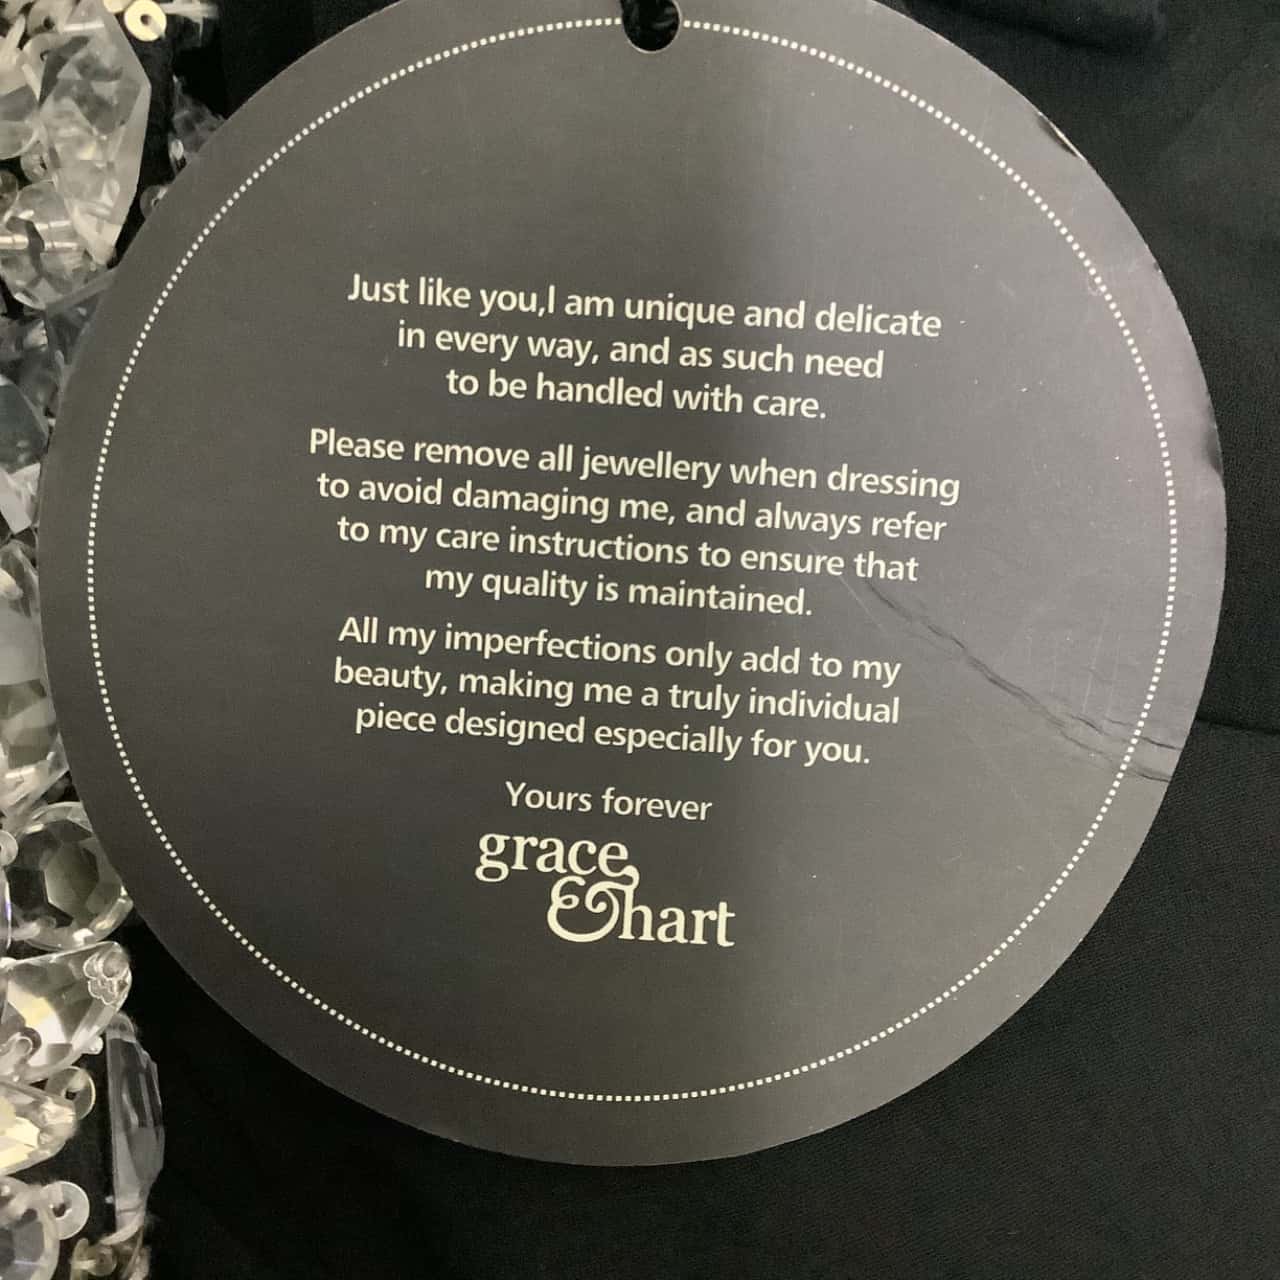 Just like you,I am unique and delicate
in every way, and as such need
to be handled with care.
Please remove all jewellery when dressing
to avoid damaging me, and always refer
to my care instructions to ensure that
my quality is maintained.
All my imperfections only add to my
beauty, making me a truly individual
piece designed especially for you.
Yours forever
grace
&hart